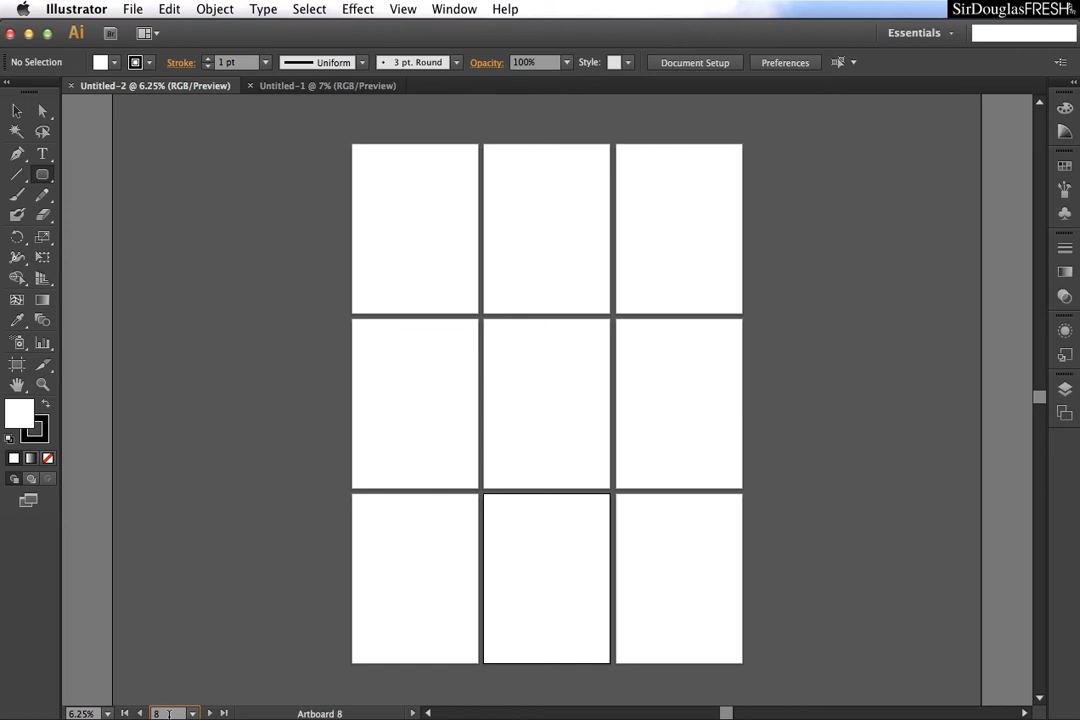 Illustrator File Edit Object Type Select Effect View Window Help SirDouglasFRESH
Ai Br Essentials
No Selection Stroke: 1 pt Uniform 3 pt. Round Opacity: 100% Style: Document Setup Preferences
× Untitled-2 @ 6.25% (RGB/Preview) × Untitled-1 @ 7% (RGB/Preview)
T
6.25% 8 Artboard 8